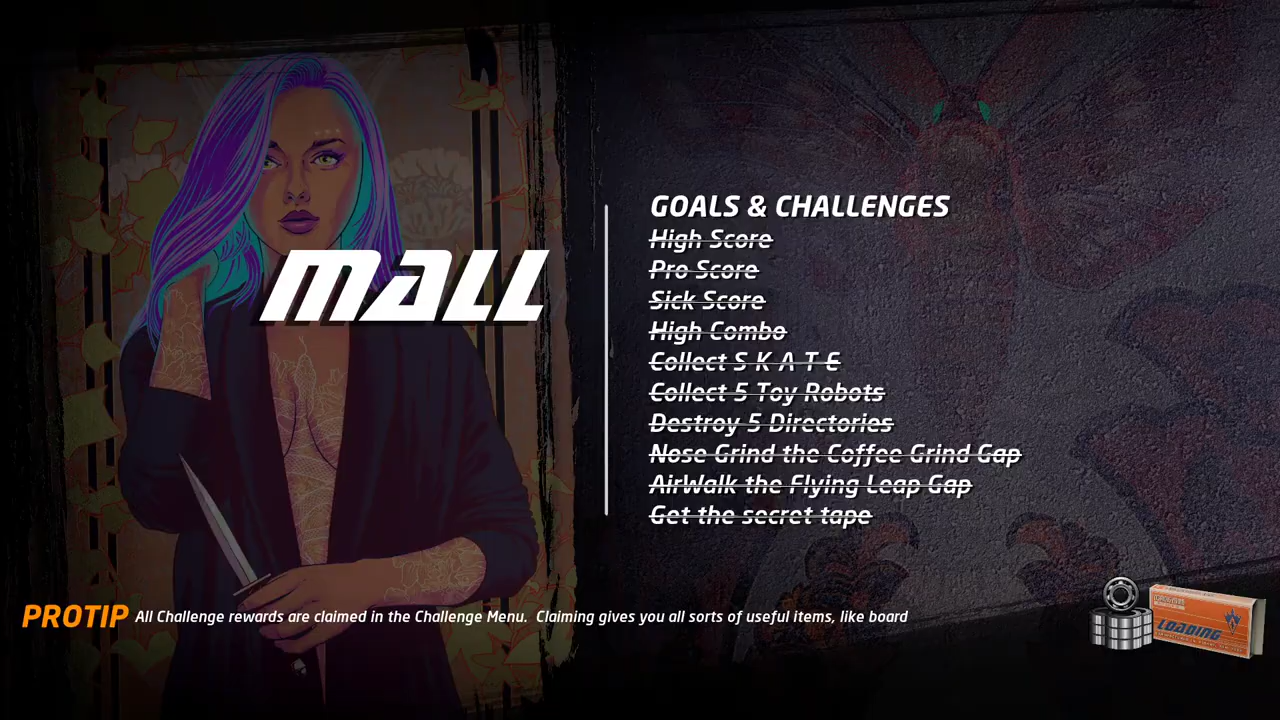 MALL
GOALS & CHALLENGES
High Score
Pro Score
Sick Score
High Combo
Collect S K A T E
Collect 5 Toy Robots
Destroy 5 Directories
Nose Grind the Coffee Grind Gap
AirWalk the Flying Leap Gap
Get the secret tape
PROTIP All Challenge rewards are claimed in the Challenge Menu.  Claiming gives you all sorts of useful items, like board
LOADING